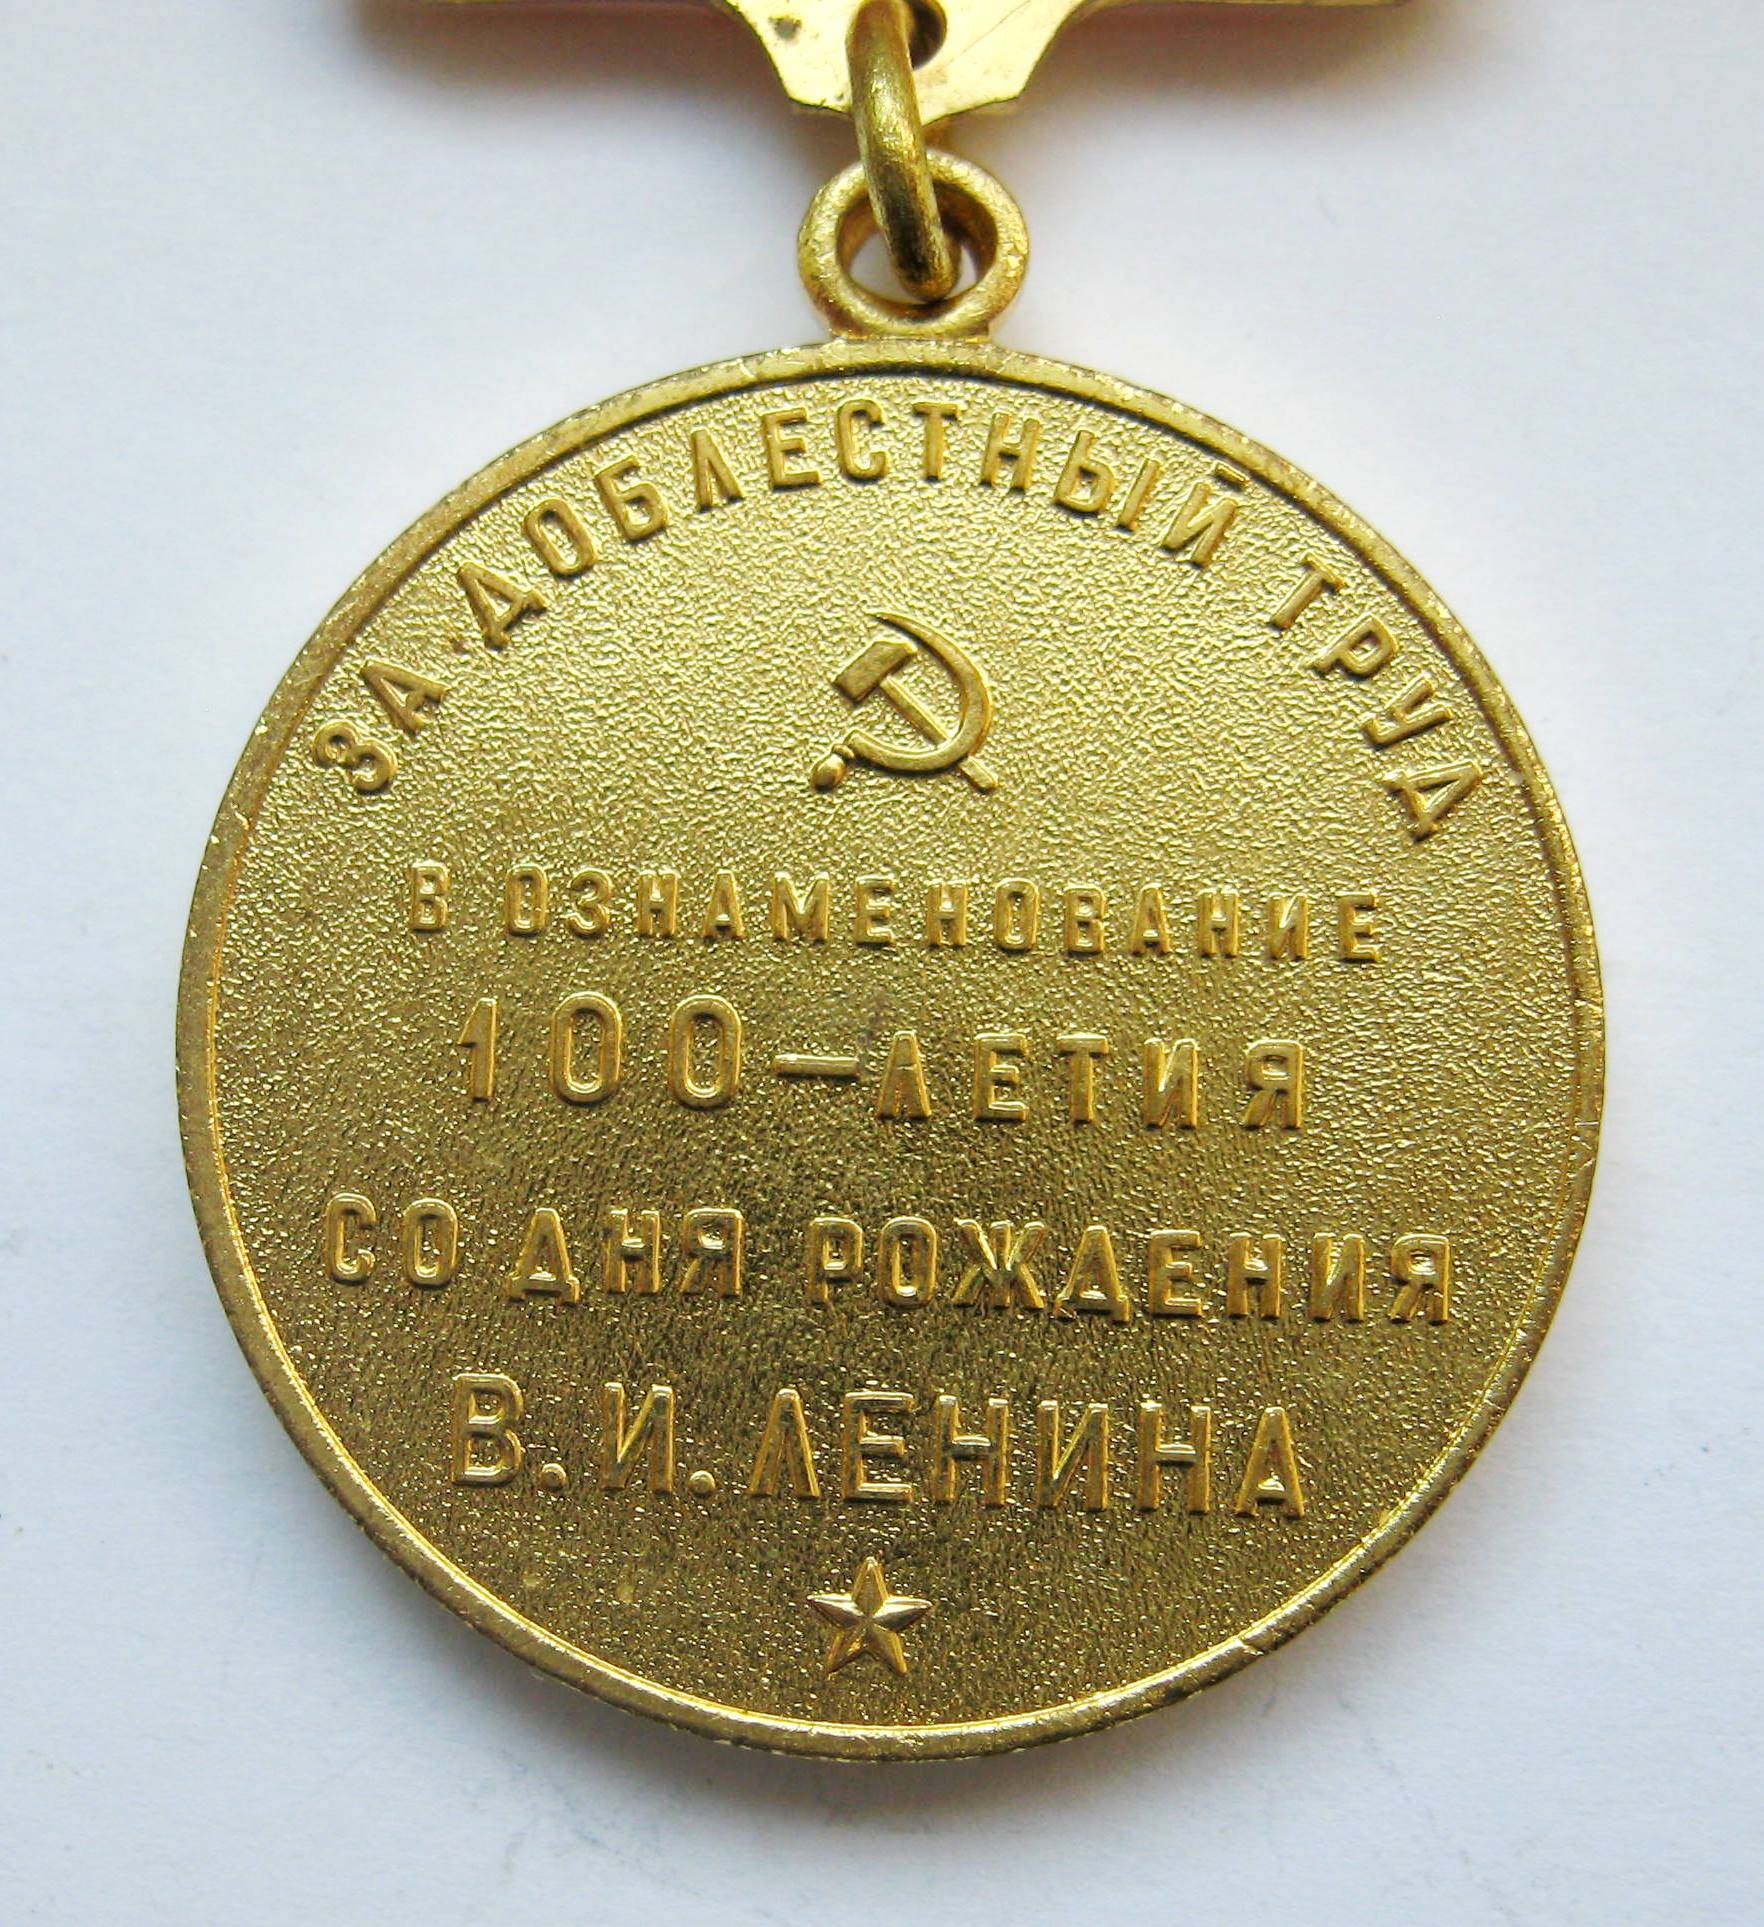 ЗА ДОБЛЕСТНЫЙ ТРУД
В ОЗНАМЕНОВАНИЕ
100—ЛЕТИЯ
СО ДНЯ РОЖДЕНИЯ
В.И.ЛЕНИНА